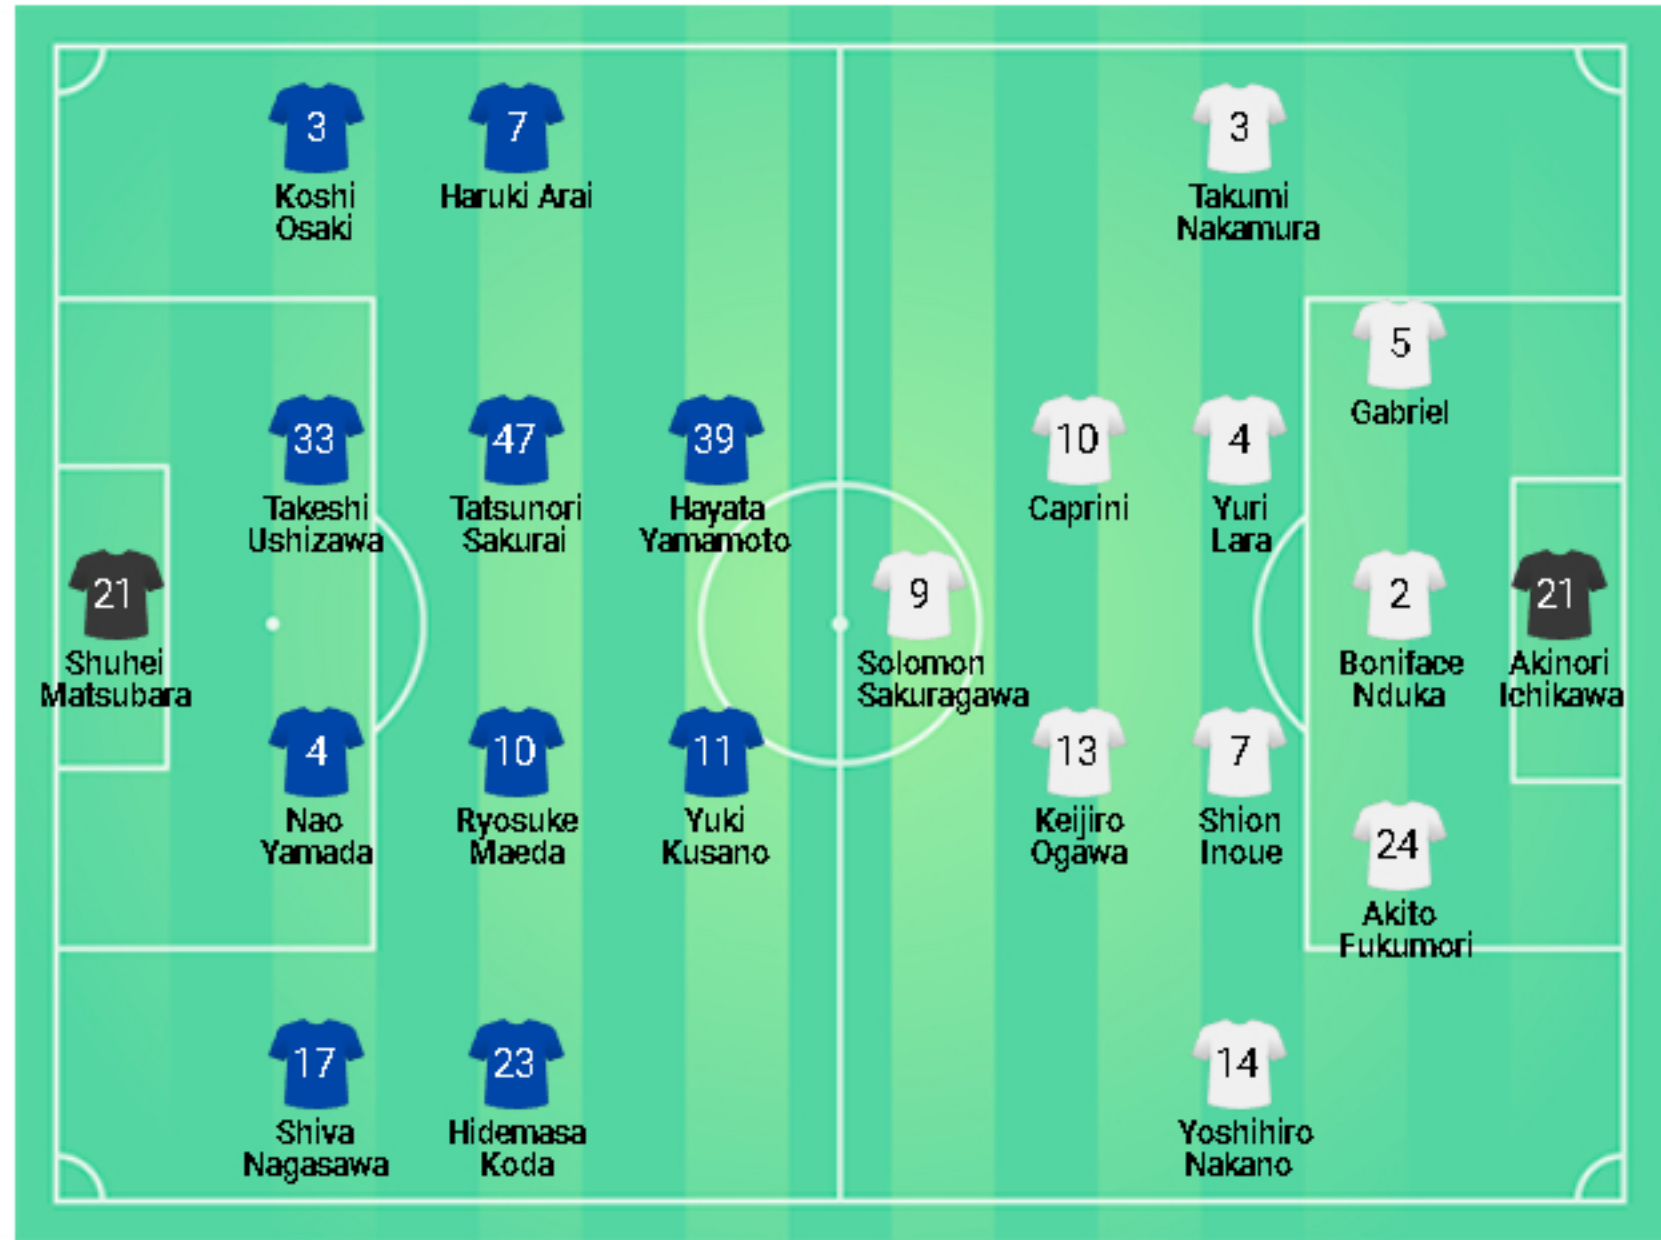 3
Koshi
Osaki
7
Haruki Arai
3
Takumi
Nakamura
5
Gabriel
33
Takeshi
Ushizawa
47
Tatsunori
Sakurai
39
Hayata
Yamamoto
10
Caprini
4
Yuri
Lara
21
Shuhei
Matsubara
9
Solomon
Sakuragawa
2
Boniface
Nduka
21
Akinori
Ichikawa
4
Nao
Yamada
10
Ryosuke
Maeda
11
Yuki
Kusano
13
Keijiro
Ogawa
7
Shion
Inoue
24
Akito
Fukumori
17
Shiva
Nagasawa
23
Hidemasa
Koda
14
Yoshihiro
Nakano